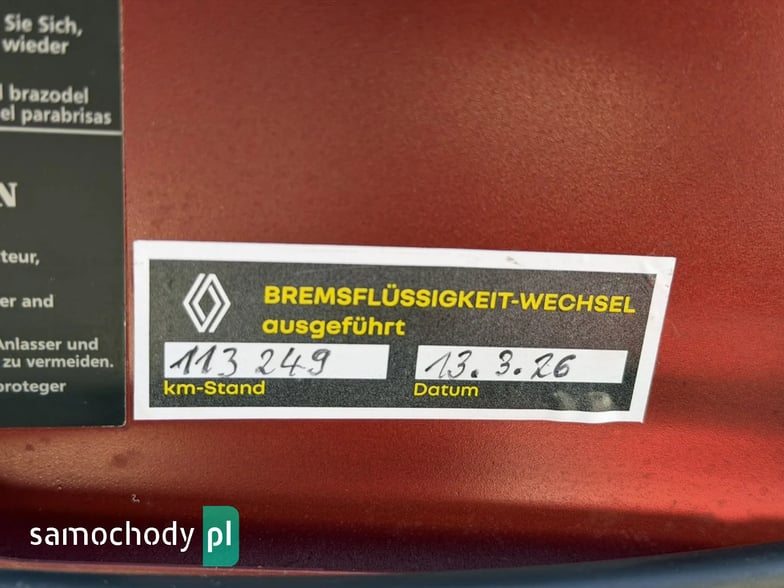 Sie Sich,
wieder
brazodel
el parabrisas
N
teur,
er and
Anlasser und
zu vermeiden.
proteger
BREMSFLÜSSIGKEIT-WECHSEL
ausgeführt
113 249 13.3.26
km-Stand Datum
samochody pl